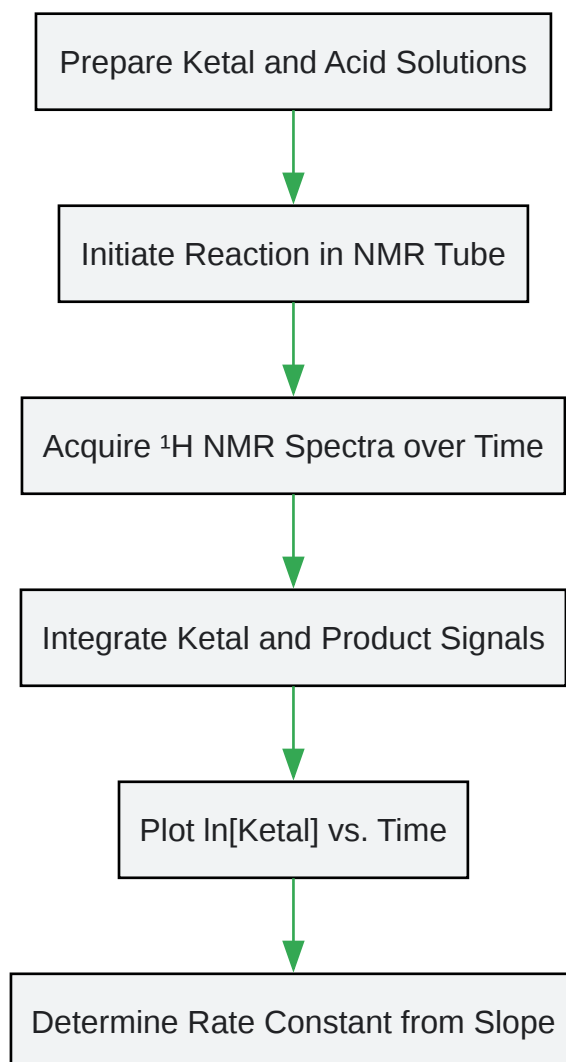 Prepare Ketal and Acid Solutions
Initiate Reaction in NMR Tube
Acquire ¹H NMR Spectra over Time
Integrate Ketal and Product Signals
Plot ln[Ketal] vs. Time
Determine Rate Constant from Slope